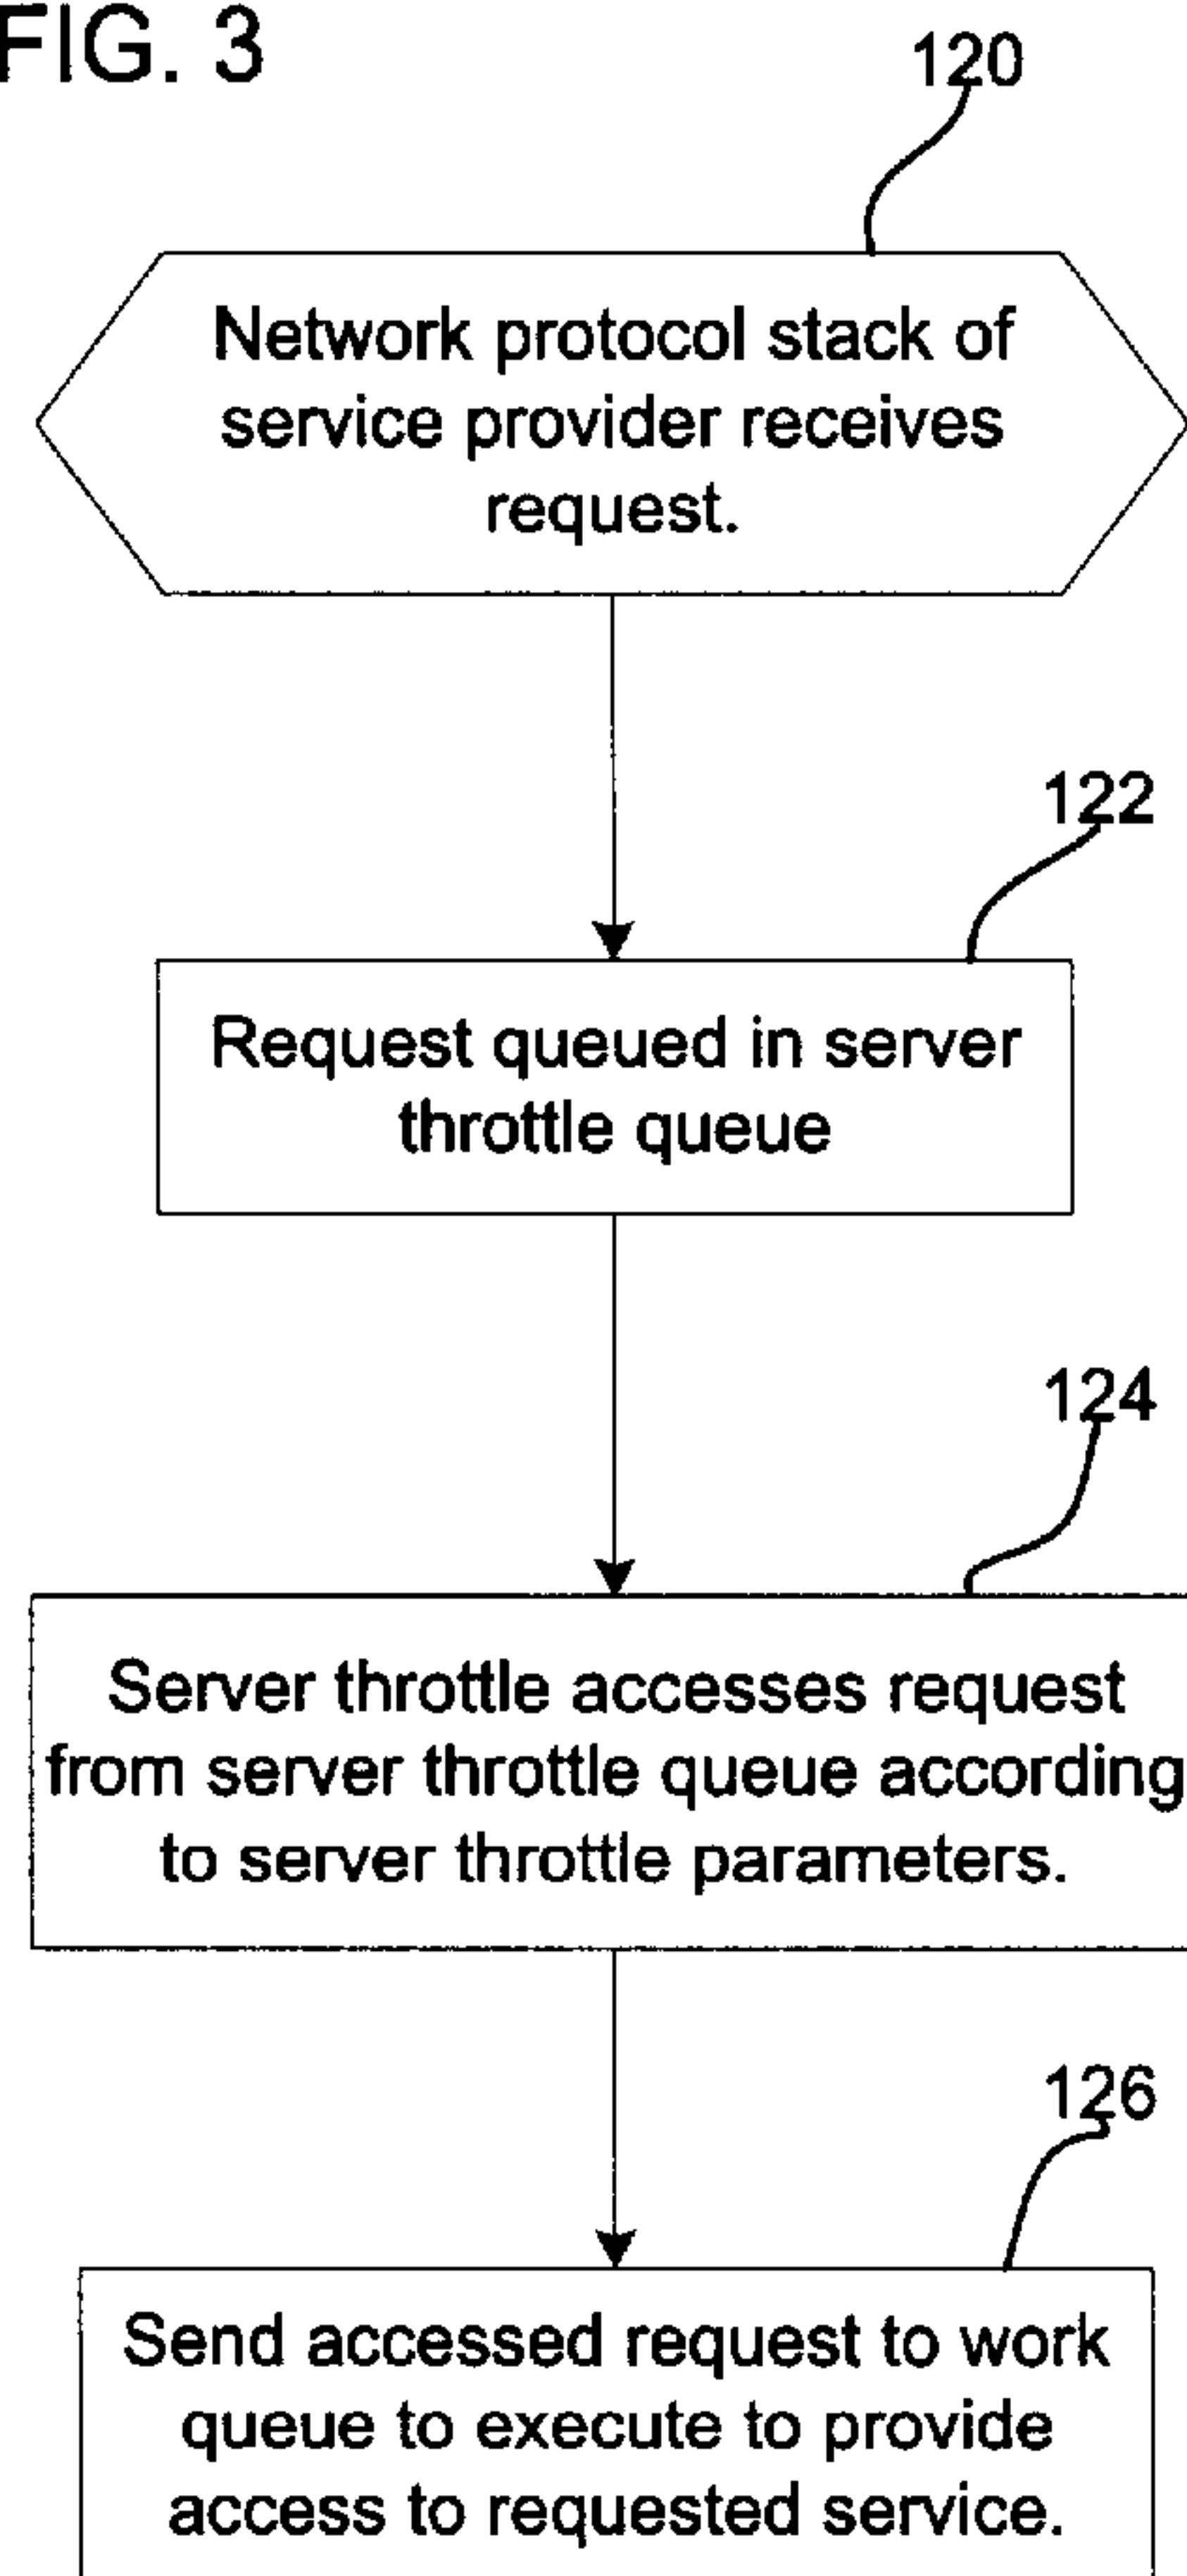 FIG. 3
120
Network protocol stack of
service provider receives
request.
122
Request queued in server
throttle queue
124
Server throttle accesses request
from server throttle queue according
to server throttle parameters.
126
Send accessed request to work
queue to execute to provide
access to requested service.